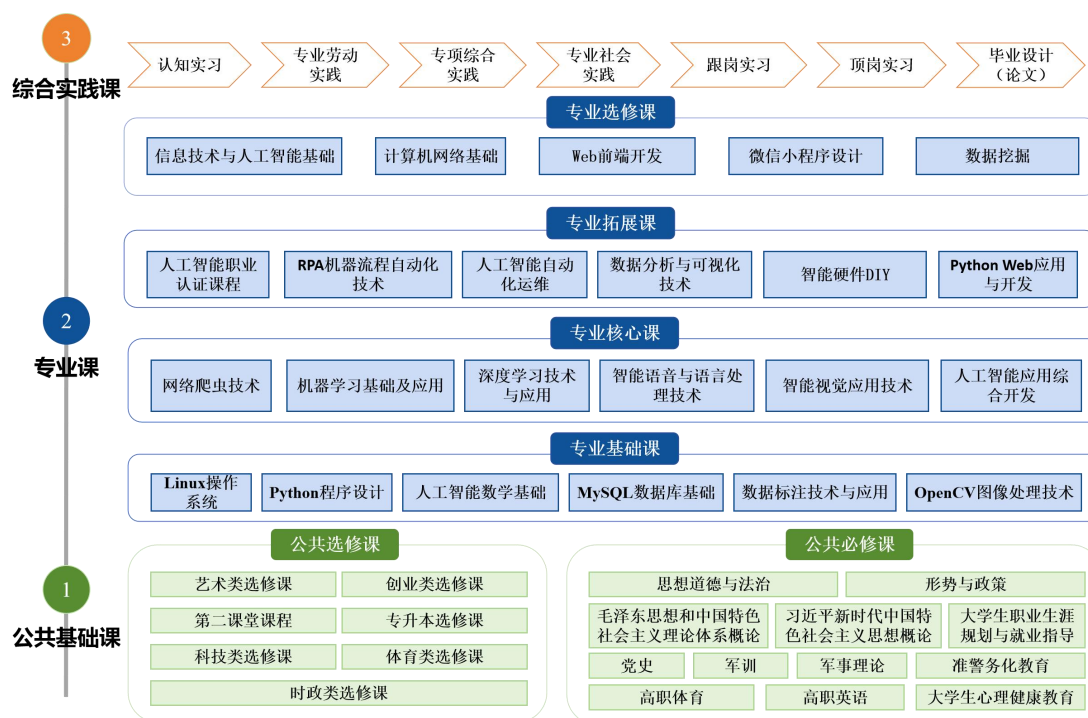 3
综合实践课
认知实习
专业劳动
实践
专项综合
实践
专业社会
实践
跟岗实习
顶岗实习
毕业设计
（论文）
专业选修课
信息技术与人工智能基础
计算机网络基础
Web前端开发
微信小程序设计
数据挖掘
专业拓展课
人工智能职业
认证课程
RPA机器流程自动化
技术
人工智能自动
化运维
数据分析与可视化
技术
智能硬件DIY
Python Web应用
与开发
2
专业课
专业核心课
网络爬虫技术
机器学习基础及应用
深度学习技术
与应用
智能语音与语言处
理技术
智能视觉应用技术
人工智能应用综
合开发
专业基础课
Linux操作
系统
Python程序设计
人工智能数学基础
MySQL数据库基础
数据标注技术与应用
OpenCV图像处理技术
1
公共基础课
公共选修课
艺术类选修课
创业类选修课
第二课堂课程
专升本选修课
科技类选修课
体育类选修课
时政类选修课
公共必修课
思想道德与法治
形势与政策
毛泽东思想和中国特色
社会主义理论体系概论
习近平新时代中国特
色社会主义思想概论
大学生职业生涯
规划与就业指导
党史
军训
军事理论
准警务化教育
高职体育
高职英语
大学生心理健康教育